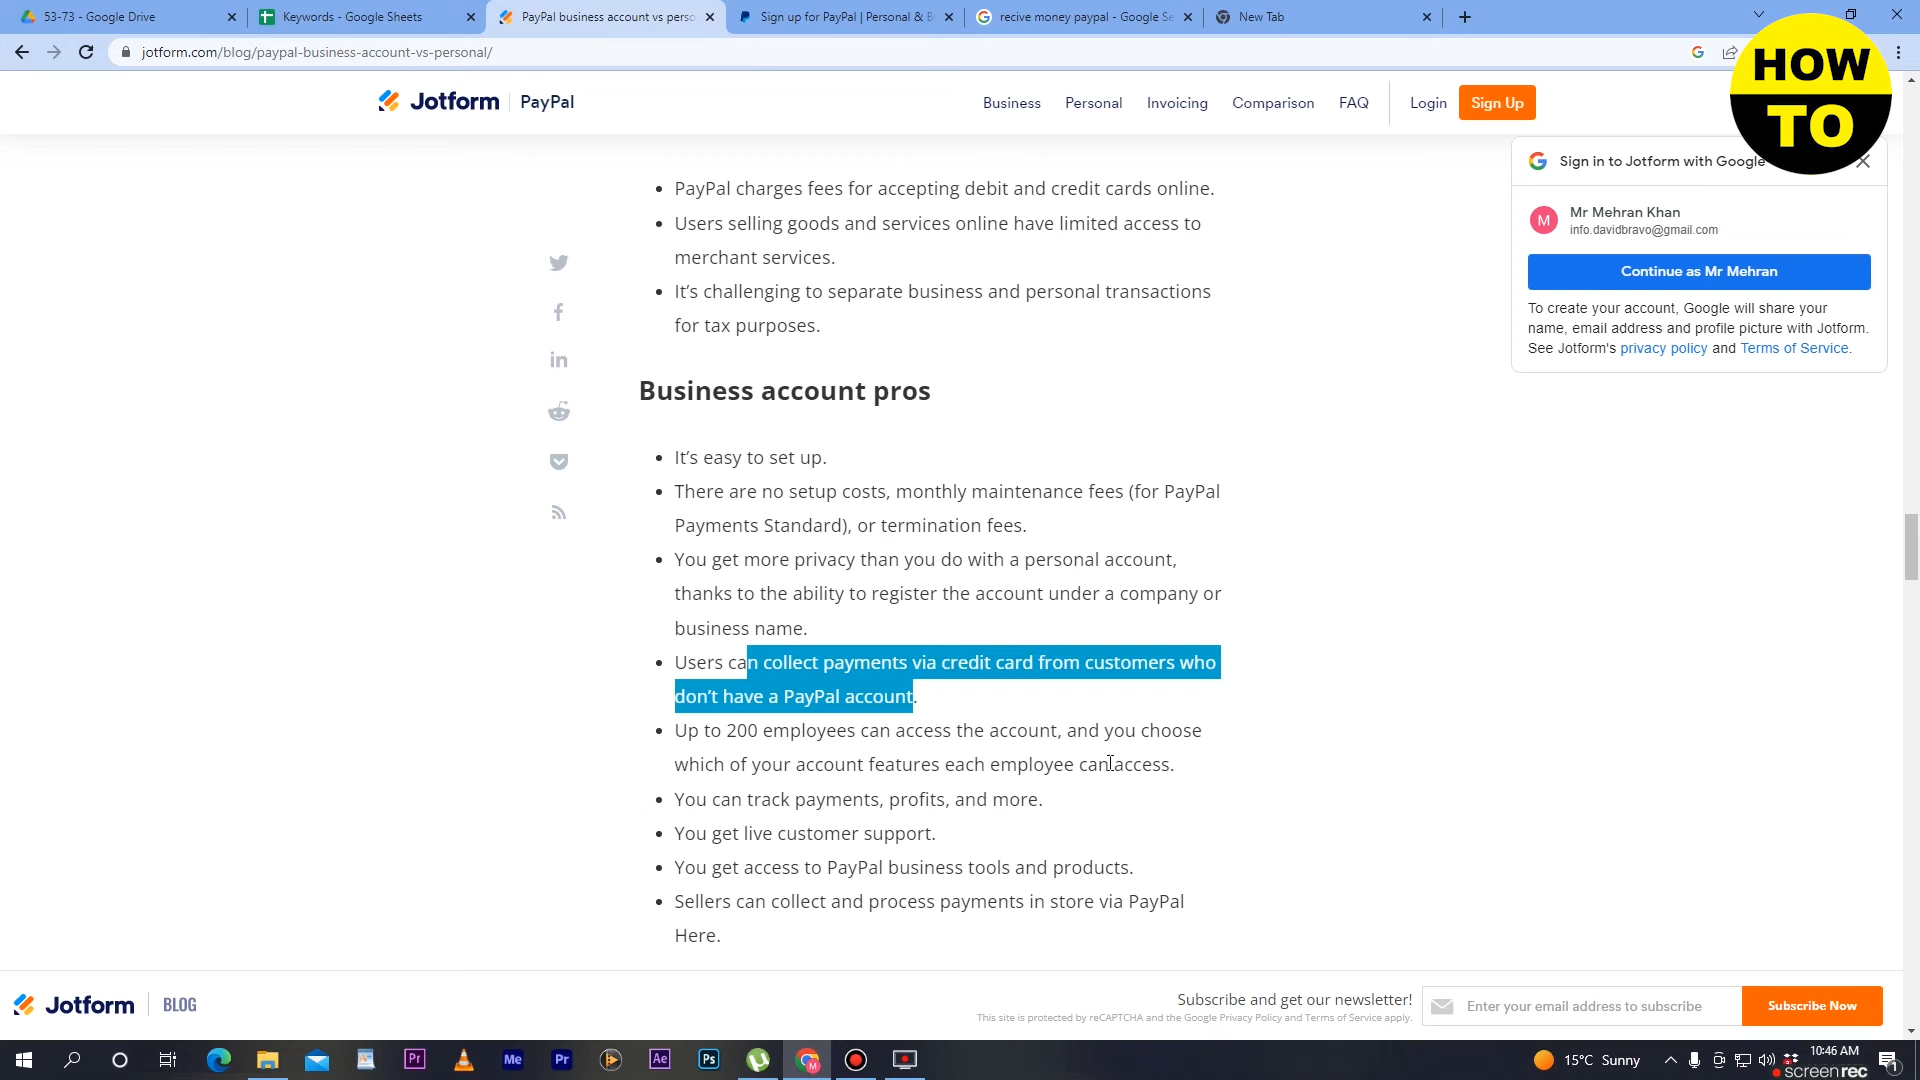 53-73 - Google Drive
Keywords - Google Sheets
PayPal business account vs perso
Sign up for PayPal | Personal & B
recive money paypal - Google Se
New Tab
jotform.com/blog/paypal-business-account-vs-personal/
HOW
TO
Jotform PayPal
Business Personal Invoicing Comparison FAQ Login Sign Up
Sign in to Jotform with Google
M
Mr Mehran Khan
info.davidbravo@gmail.com
Continue as Mr Mehran
To create your account, Google will share your
name, email address and profile picture with Jotform.
See Jotform's privacy policy and Terms of Service.
• PayPal charges fees for accepting debit and credit cards online.
• Users selling goods and services online have limited access to
merchant services.
• It’s challenging to separate business and personal transactions
for tax purposes.
Business account pros
• It’s easy to set up.
• There are no setup costs, monthly maintenance fees (for PayPal
Payments Standard), or termination fees.
• You get more privacy than you do with a personal account,
thanks to the ability to register the account under a company or
business name.
• Users can collect payments via credit card from customers who
don’t have a PayPal account.
• Up to 200 employees can access the account, and you choose
which of your account features each employee can access.
• You can track payments, profits, and more.
• You get live customer support.
• You get access to PayPal business tools and products.
• Sellers can collect and process payments in store via PayPal
Here.
Jotform BLOG
Subscribe and get our newsletter!
This site is protected by reCAPTCHA and the Google Privacy Policy and Terms of Service apply.
Enter your email address to subscribe
Subscribe Now
Pr
Me
Pr
Ae
Ps
M
15°C Sunny
10:46 AM
screenrec
1